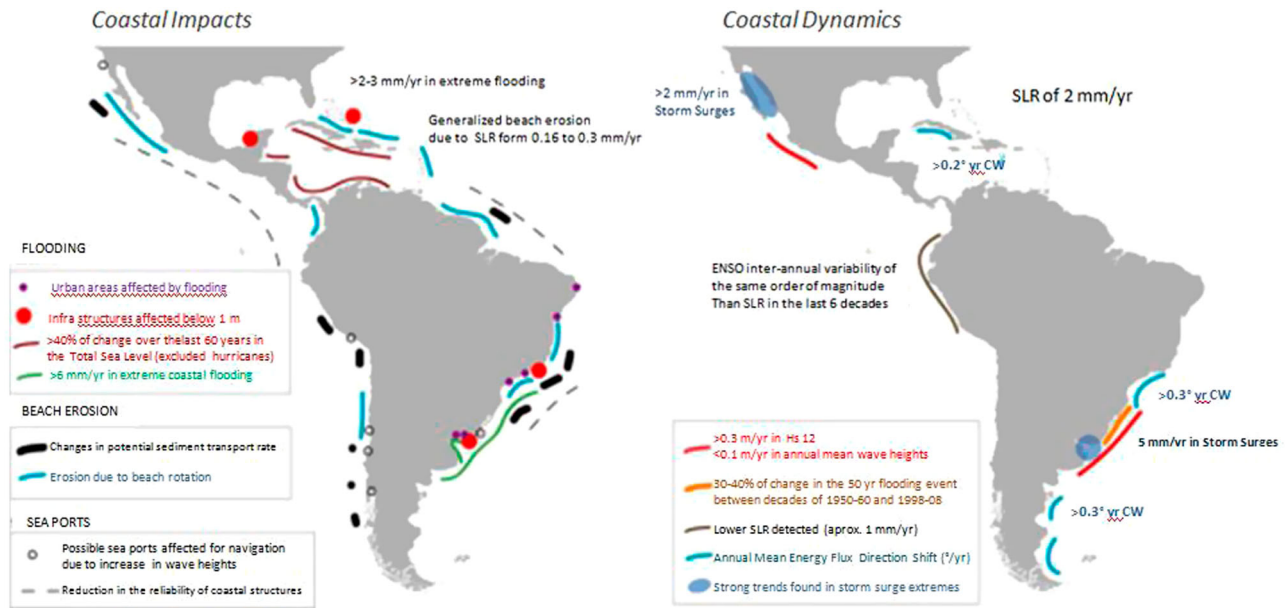 Coastal Impacts
>2-3 mm/yr in extreme flooding
Generalized beach erosion
due to SLR form 0.16 to 0.3 mm/yr
FLOODING
Urban areas affected by flooding
Infra structures affected below 1 m
>40% of change over thelast 60 years in
the Total Sea Level (excluded hurricanes)
>6 mm/yr in extreme coastal flooding
BEACH EROSION
Changes in potential sediment transport rate
Erosion due to beach rotation
SEA PORTS
Possible sea ports affected for navigation
due to increase in wave heights
Reduction in the reliability of coastal structures
Coastal Dynamics
>2 mm/yr in
Storm Surges
SLR of 2 mm/yr
>0.2° yr CW
ENSO inter-annual variability of
the same order of magnitude
Than SLR in the last 6 decades
>0.3° yr CW
5 mm/yr in Storm Surges
>0.3° yr CW
>0.3 m/yr in Hs 12
<0.1 m/yr in annual mean wave heights
30-40% of change in the 50 yr flooding event
between decades of 1950-60 and 1998-08
Lower SLR detected (aprox. 1 mm/yr)
Annual Mean Energy Flux Direction Shift (°/yr)
Strong trends found in storm surge extremes